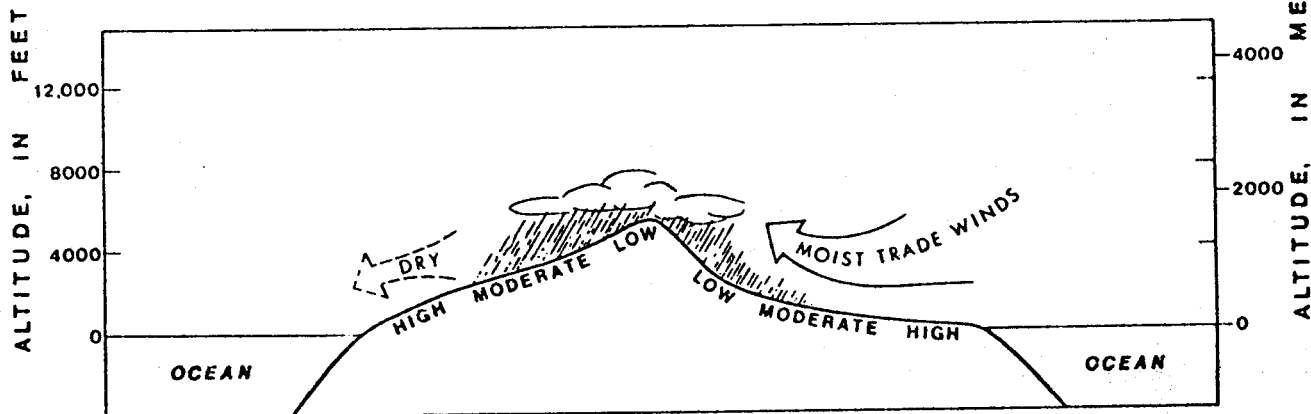 ALTITUDE, IN FEET
12,000
8000
4000
0
4000
2000
0
ALTITUDE, IN ME
MOIST TRADE WINDS
DRY
HIGH MODERATE LOW
LOW MODERATE HIGH
OCEAN
OCEAN